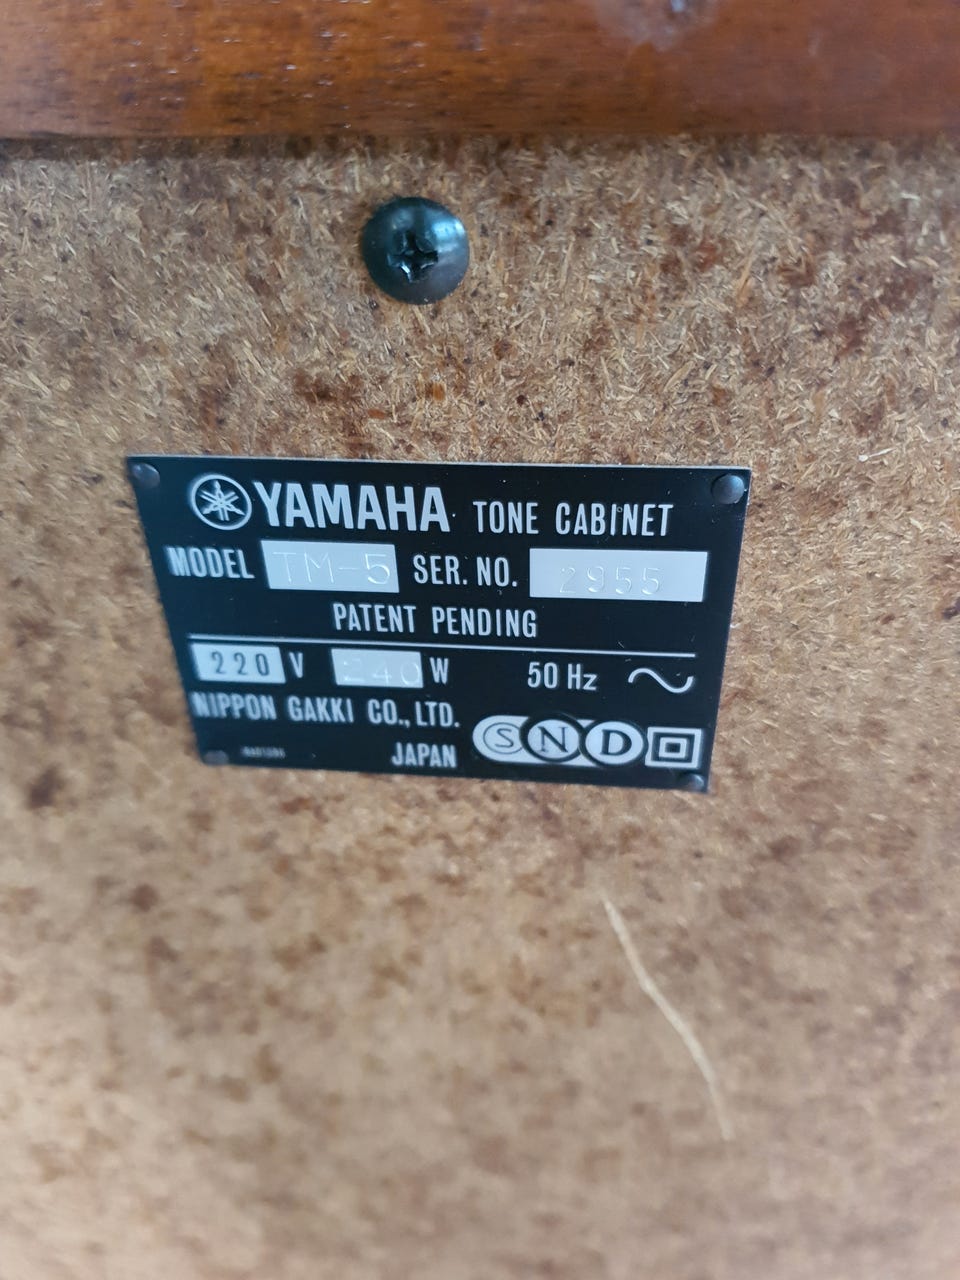 YAMAHA TONE CABINET
MODEL TM-5 SER. NO. 2955
PATENT PENDING
220 V 240 W 50 Hz ~
NIPPON GAKKI CO., LTD.
JAPAN
S N D